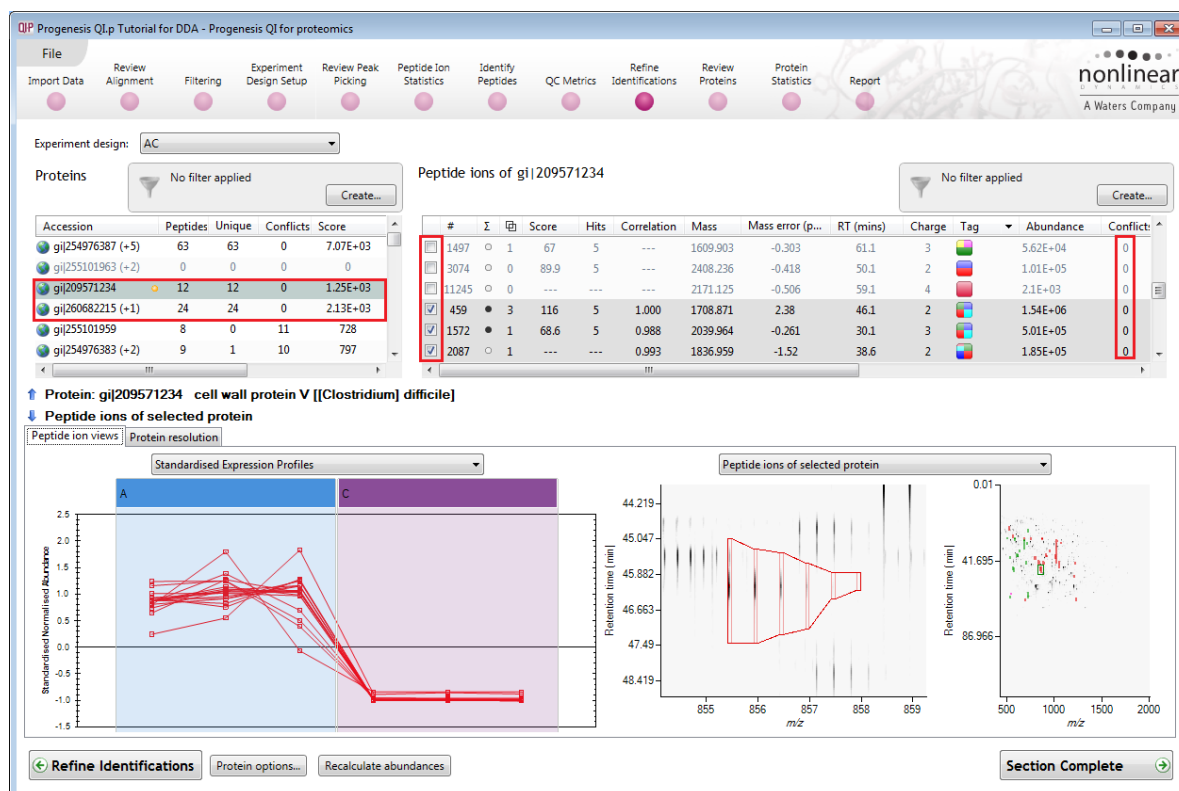 QIP Progenesis QI.p Tutorial for DDA - Progenesis QI for proteomics
File
Import Data
Review Alignment
Filtering
Experiment Design Setup
Review Peak Picking
Peptide Ion Statistics
Identify Peptides
QC Metrics
Refine Identifications
Review Proteins
Protein Statistics
Report
nonlinear
DYNAMICS
A Waters Company
Experiment design: AC
Proteins
No filter applied
Create...
Peptide ions of gi|209571234
No filter applied
Create...
Accession Peptides Unique Conflicts Score
gi|254976387 (+5) 63 63 0 7.07E+03
gi|255101963 (+2) 0 0 0 0
gi|209571234 12 12 0 1.25E+03
gi|260682215 (+1) 24 24 0 2.13E+03
gi|255101959 8 0 11 728
gi|254976383 (+2) 9 1 10 797
# Σ Score Hits Correlation Mass Mass error (p... RT (mins) Charge Tag Abundance Conflicts
1497 1 67 5 --- 1609.903 -0.303 61.1 3 5.62E+04 0
3074 0 89.9 5 --- 2408.236 -0.418 50.1 2 1.01E+05 0
11245 0 --- --- --- 2171.125 -0.506 59.1 4 2.1E+03 0
459 3 116 5 1.000 1708.871 2.38 46.1 2 1.54E+06 0
1572 1 68.6 5 0.988 2039.964 -0.261 30.1 3 5.01E+05 0
2087 1 --- --- 0.993 1836.959 -1.52 38.6 2 1.85E+05 0
Protein: gi|209571234 cell wall protein V [[Clostridium] difficile]
Peptide ions of selected protein
Peptide ion views
Protein resolution
Standardised Expression Profiles
A
C
Standardised Normalised Abundance
2.5
2.0
1.5
1.0
0.5
0.0
-0.5
-1.0
-1.5
Peptide ions of selected protein
Retention time [min]
44.219
45.047
45.882
46.663
47.49
48.419
855 856 857 858 859
m/z
Retention time [min]
0.01
41.695
86.966
500 1000 1500 2000
m/z
Refine Identifications
Protein options...
Recalculate abundances
Section Complete